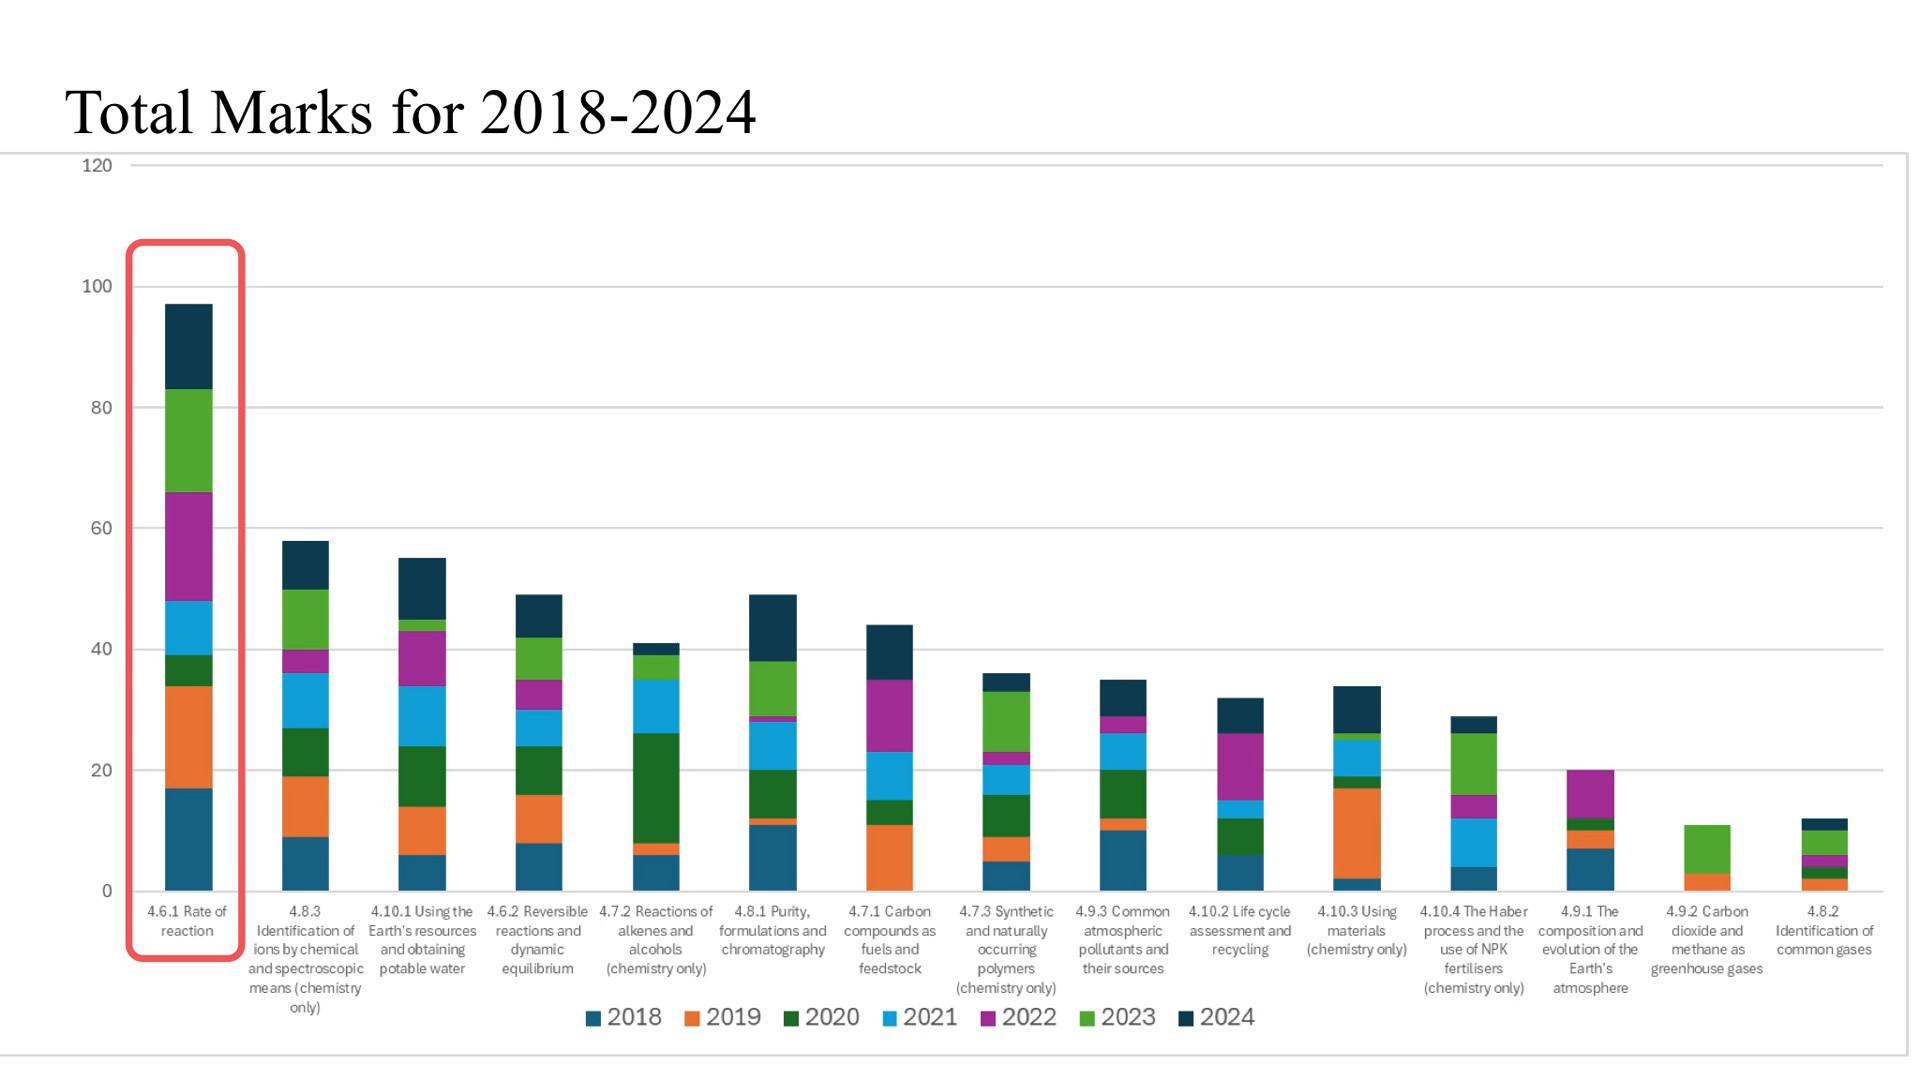 Total Marks for 2018-2024
120
100
80
60
40
20
0
4.6.1 Rate of
reaction
4.8.3
Identification of
ions by chemical
and spectroscopic
means (chemistry
only)
4.10.1 Using the
Earth's resources
and obtaining
potable water
4.6.2 Reversible
reactions and
dynamic
equilibrium
4.7.2 Reactions of
alkenes and
alcohols
(chemistry only)
4.8.1 Purity,
formulations and
chromatography
4.7.1 Carbon
compounds as
fuels and
feedstock
4.7.3 Synthetic
and naturally
occurring
polymers
(chemistry only)
4.9.3 Common
atmospheric
pollutants and
their sources
4.10.2 Life cycle
assessment and
recycling
4.10.3 Using
materials
(chemistry only)
4.10.4 The Haber
process and the
use of NPK
fertilisers
(chemistry only)
4.9.1 The
composition and
evolution of the
Earth's
atmosphere
4.9.2 Carbon
dioxide and
methane as
greenhouse gases
4.8.2
Identification of
common gases
2018 2019 2020 2021 2022 2023 2024